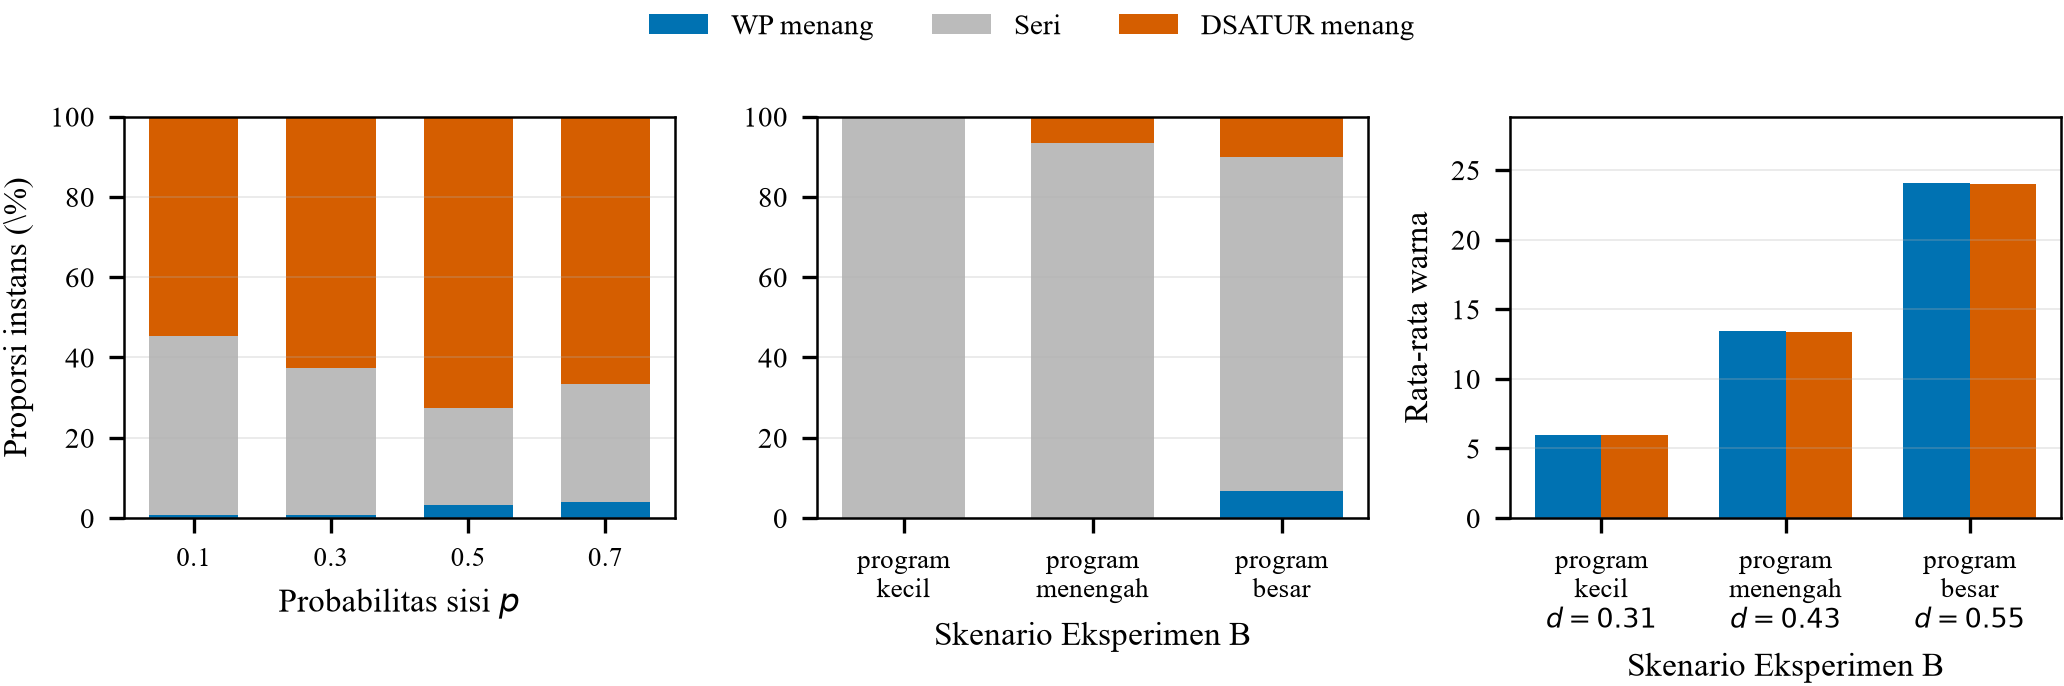 WP menang Seri DSATUR menang
Proporsi instans (\%)
100
80
60
40
20
0
0.1 0.3 0.5 0.7
Probabilitas sisi p
100
80
60
40
20
0
program program program
kecil menengah besar
Skenario Eksperimen B
Rata-rata warna
25
20
15
10
5
0
program program program
kecil menengah besar
d = 0.31 d = 0.43 d = 0.55
Skenario Eksperimen B